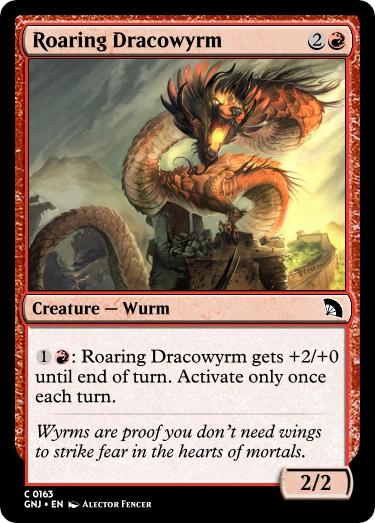 Roaring Dracowyrm 2
Creature — Wurm
1 : Roaring Dracowyrm gets +2/+0
until end of turn. Activate only once
each turn.
Wyrms are proof you don't need wings
to strike fear in the hearts of mortals.
2/2
C 0163
GNJ • EN Alector Fencer